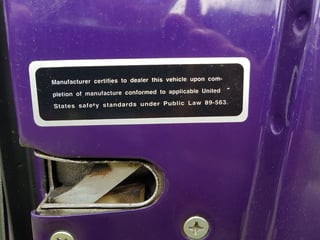 Manufacturer certifies to dealer this vehicle upon com-
pletion of manufacture conformed to applicable United
States safety standards under Public Law 89-563.